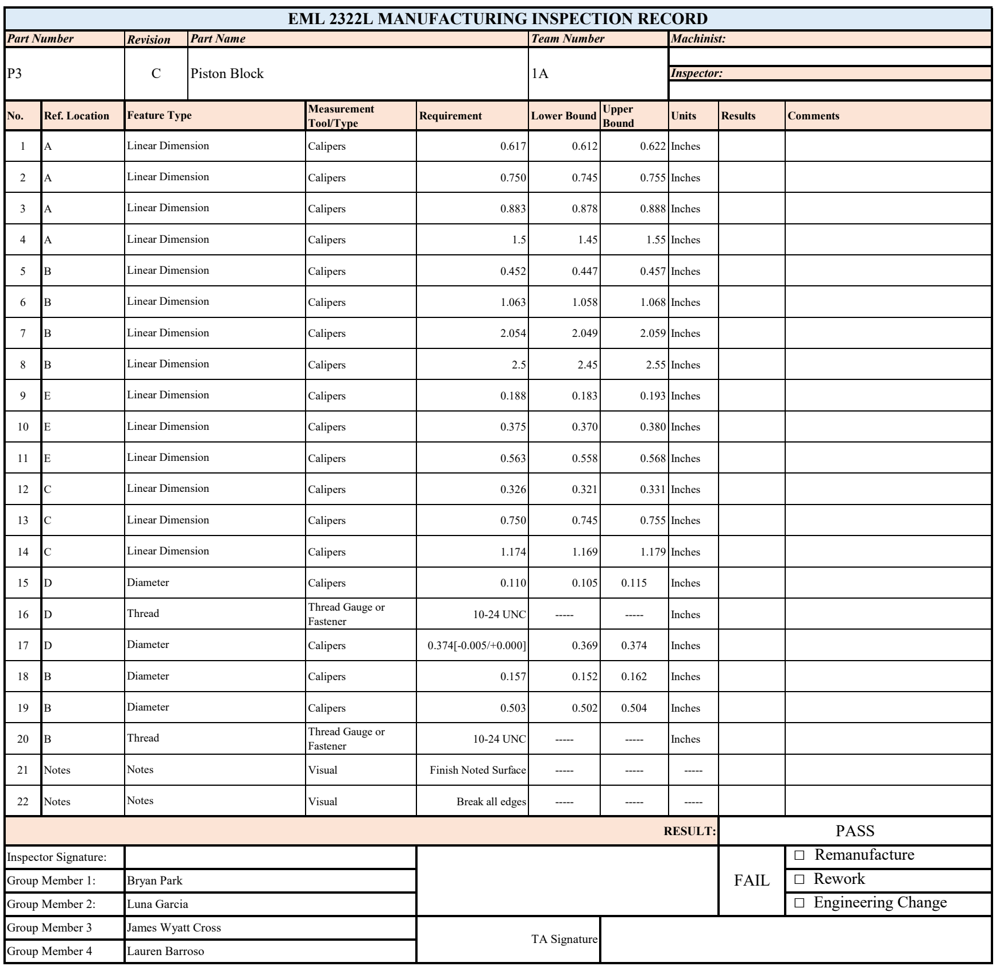 EML 2322L MANUFACTURING INSPECTION RECORD
Part Number Revision Part Name Team Number Machinist:
P3 C Piston Block 1A
Inspector:
No. Ref. Location Feature Type Measurement Tool/Type Requirement Lower Bound Upper Bound Units Results Comments
1 A Linear Dimension Calipers 0.617 0.612 0.622 Inches
2 A Linear Dimension Calipers 0.750 0.745 0.755 Inches
3 A Linear Dimension Calipers 0.883 0.878 0.888 Inches
4 A Linear Dimension Calipers 1.5 1.45 1.55 Inches
5 B Linear Dimension Calipers 0.452 0.447 0.457 Inches
6 B Linear Dimension Calipers 1.063 1.058 1.068 Inches
7 B Linear Dimension Calipers 2.054 2.049 2.059 Inches
8 B Linear Dimension Calipers 2.5 2.45 2.55 Inches
9 E Linear Dimension Calipers 0.188 0.183 0.193 Inches
10 E Linear Dimension Calipers 0.375 0.370 0.380 Inches
11 E Linear Dimension Calipers 0.563 0.558 0.568 Inches
12 C Linear Dimension Calipers 0.326 0.321 0.331 Inches
13 C Linear Dimension Calipers 0.750 0.745 0.755 Inches
14 C Linear Dimension Calipers 1.174 1.169 1.179 Inches
15 D Diameter Calipers 0.110 0.105 0.115 Inches
16 D Thread Thread Gauge or Fastener 10-24 UNC ----- ----- Inches
17 D Diameter Calipers 0.374[-0.005/+0.000] 0.369 0.374 Inches
18 B Diameter Calipers 0.157 0.152 0.162 Inches
19 B Diameter Calipers 0.503 0.502 0.504 Inches
20 B Thread Thread Gauge or Fastener 10-24 UNC ----- ----- Inches
21 Notes Notes Visual Finish Noted Surface ----- ----- -----
22 Notes Notes Visual Break all edges ----- ----- -----
RESULT: PASS
Inspector Signature:
Group Member 1: Bryan Park
Group Member 2: Luna Garcia
FAIL
☐ Remanufacture
☐ Rework
☐ Engineering Change
Group Member 3 James Wyatt Cross
Group Member 4 Lauren Barroso
TA Signature